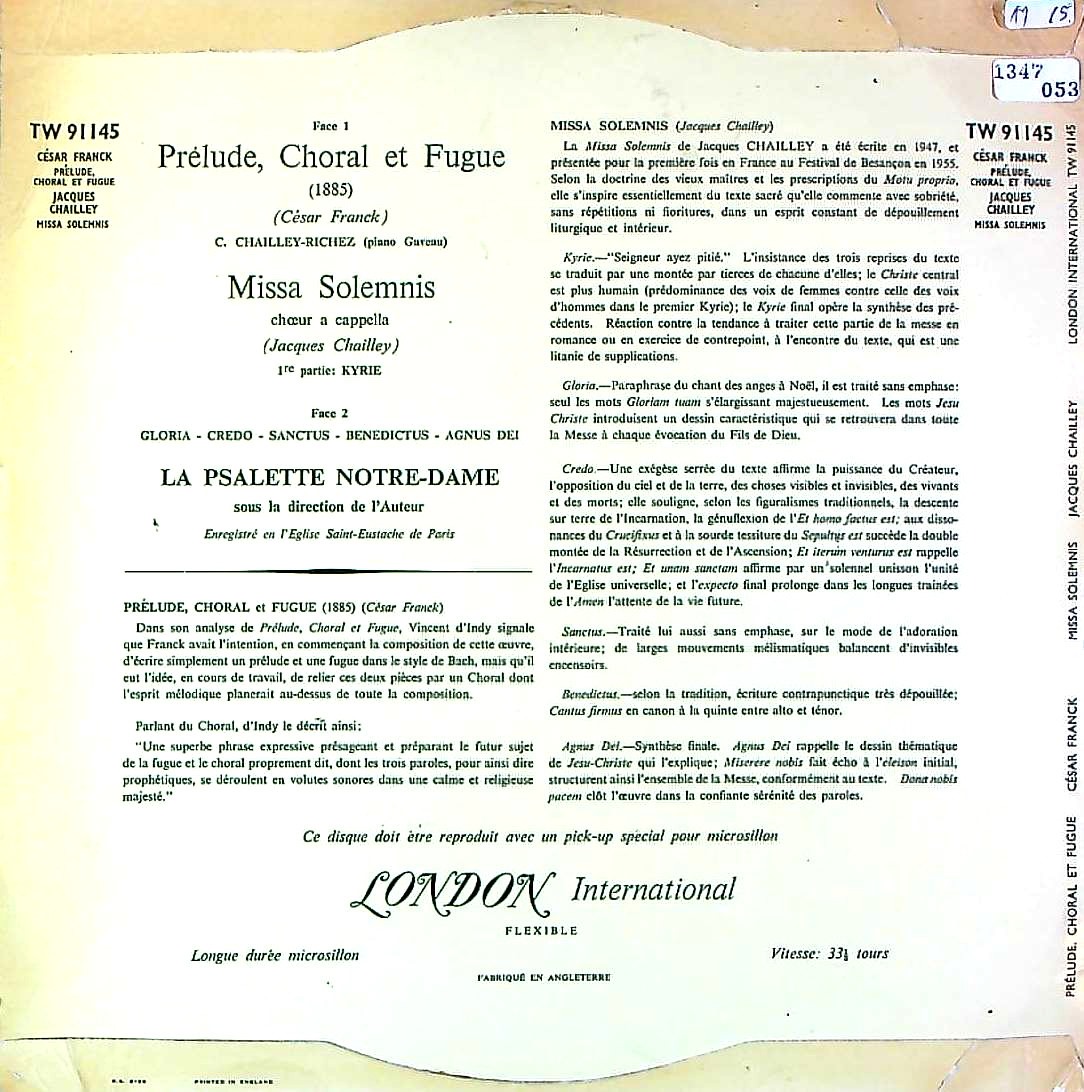 M 15.
1347
053
TW 91145
CÉSAR FRANCK
PRÉLUDE,
CHORAL ET FUGUE
JACQUES
CHAILLEY
MISSA SOLEMNIS
Face 1
Prélude, Choral et Fugue
(1885)
(César Franck)
C. CHAILLEY-RICHEZ (piano Gaveau)
Missa Solemnis
chœur a cappella
(Jacques Chailley)
1re partie: KYRIE
Face 2
GLORIA - CREDO - SANCTUS - BENEDICTUS - AGNUS DEI
LA PSALETTE NOTRE-DAME
sous la direction de l'Auteur
Enregistré en l'Eglise Saint-Eustache de Paris
PRÉLUDE, CHORAL et FUGUE (1885) (César Franck)
Dans son analyse de Prélude, Choral et Fugue, Vincent d'Indy signale
que Franck avait l'intention, en commençant la composition de cette œuvre,
d'écrire simplement un prélude et une fugue dans le style de Bach, mais qu'il
eut l'idée, en cours de travail, de relier ces deux pièces par un Choral dont
l'esprit mélodique planerait au-dessus de toute la composition.
Parlant du Choral, d'Indy le décrit ainsi:
"Une superbe phrase expressive présageant et préparant le futur sujet
de la fugue et le choral proprement dit, dont les trois paroles, pour ainsi dire
prophétiques, se déroulent en volutes sonores dans une calme et religieuse
majesté."
MISSA SOLEMNIS (Jacques Chailley)
La Missa Solemnis de Jacques CHAILLEY a été écrite en 1947, et
présentée pour la première fois en France au Festival de Besançon en 1955.
Selon la doctrine des vieux maîtres et les prescriptions du Motu proprio,
elle s'inspire essentiellement du texte sacré qu'elle commente avec sobriété,
sans répétitions ni fioritures, dans un esprit constant de dépouillement
liturgique et intérieur.
Kyrie.—"Seigneur ayez pitié." L'insistance des trois reprises du texte
se traduit par une montée par tierces de chacune d'elles; le Christe central
est plus humain (prédominance des voix de femmes contre celle des voix
d'hommes dans le premier Kyrie); le Kyrie final opère la synthèse des pré-
cédents. Réaction contre la tendance à traiter cette partie de la messe en
romance ou en exercice de contrepoint, à l'encontre du texte, qui est une
litanie de supplications.
Gloria.—Paraphrase du chant des anges à Noël, il est traité sans emphase:
seul les mots Gloriam tuam s'élargissant majestueusement. Les mots Jesu
Christe introduisent un dessin caractéristique qui se retrouvera dans toute
la Messe à chaque évocation du Fils de Dieu.
Credo.—Une exégèse serrée du texte affirme la puissance du Créateur,
l'opposition du ciel et de la terre, des choses visibles et invisibles, des vivants
et des morts; elle souligne, selon les figuralismes traditionnels, la descente
sur terre de l'Incarnation, la génuflexion de l'Et homo factus est; aux disso-
nances du Crucifixus et à la sourde tessiture du Sepultus est succède la double
montée de la Résurrection et de l'Ascension; Et iterum venturus est rappelle
l'Incarnatus est; Et unam sanctam affirme par un solennel unisson l'unité
de l'Eglise universelle; et l'expecto final prolonge dans les longues trainées
de l'Amen l'attente de la vie future.
Sanctus.—Traité lui aussi sans emphase, sur le mode de l'adoration
intérieure; de larges mouvements mélismatiques balancent d'invisibles
encensoirs.
Benedictus.—selon la tradition, écriture contrapunctique très dépouillée;
Cantus firmus en canon à la quinte entre alto et ténor.
Agnus Dei.—Synthèse finale. Agnus Dei rappelle le dessin thématique
de Jesu-Christe qui l'explique; Miserere nobis fait écho à l'eleison initial,
structurent ainsi l'ensemble de la Messe, conformément au texte. Dona nobis
pacem clôt l'œuvre dans la confiante sérénité des paroles.
TW 91145
CÉSAR FRANCK
PRÉLUDE,
CHORAL ET FUGUE
JACQUES
CHAILLEY
MISSA SOLEMNIS
PRÉLUDE, CHORAL ET FUGUE CÉSAR FRANCK MISSA SOLEMNIS JACQUES CHAILLEY LONDON INTERNATIONAL TW 91145
Ce disque doit être reproduit avec un pick-up spécial pour microsillon
LONDON International
FLEXIBLE
Longue durée microsillon
Vitesse: 33⅓ tours
FABRIQUÉ EN ANGLETERRE
PRINTED IN ENGLAND